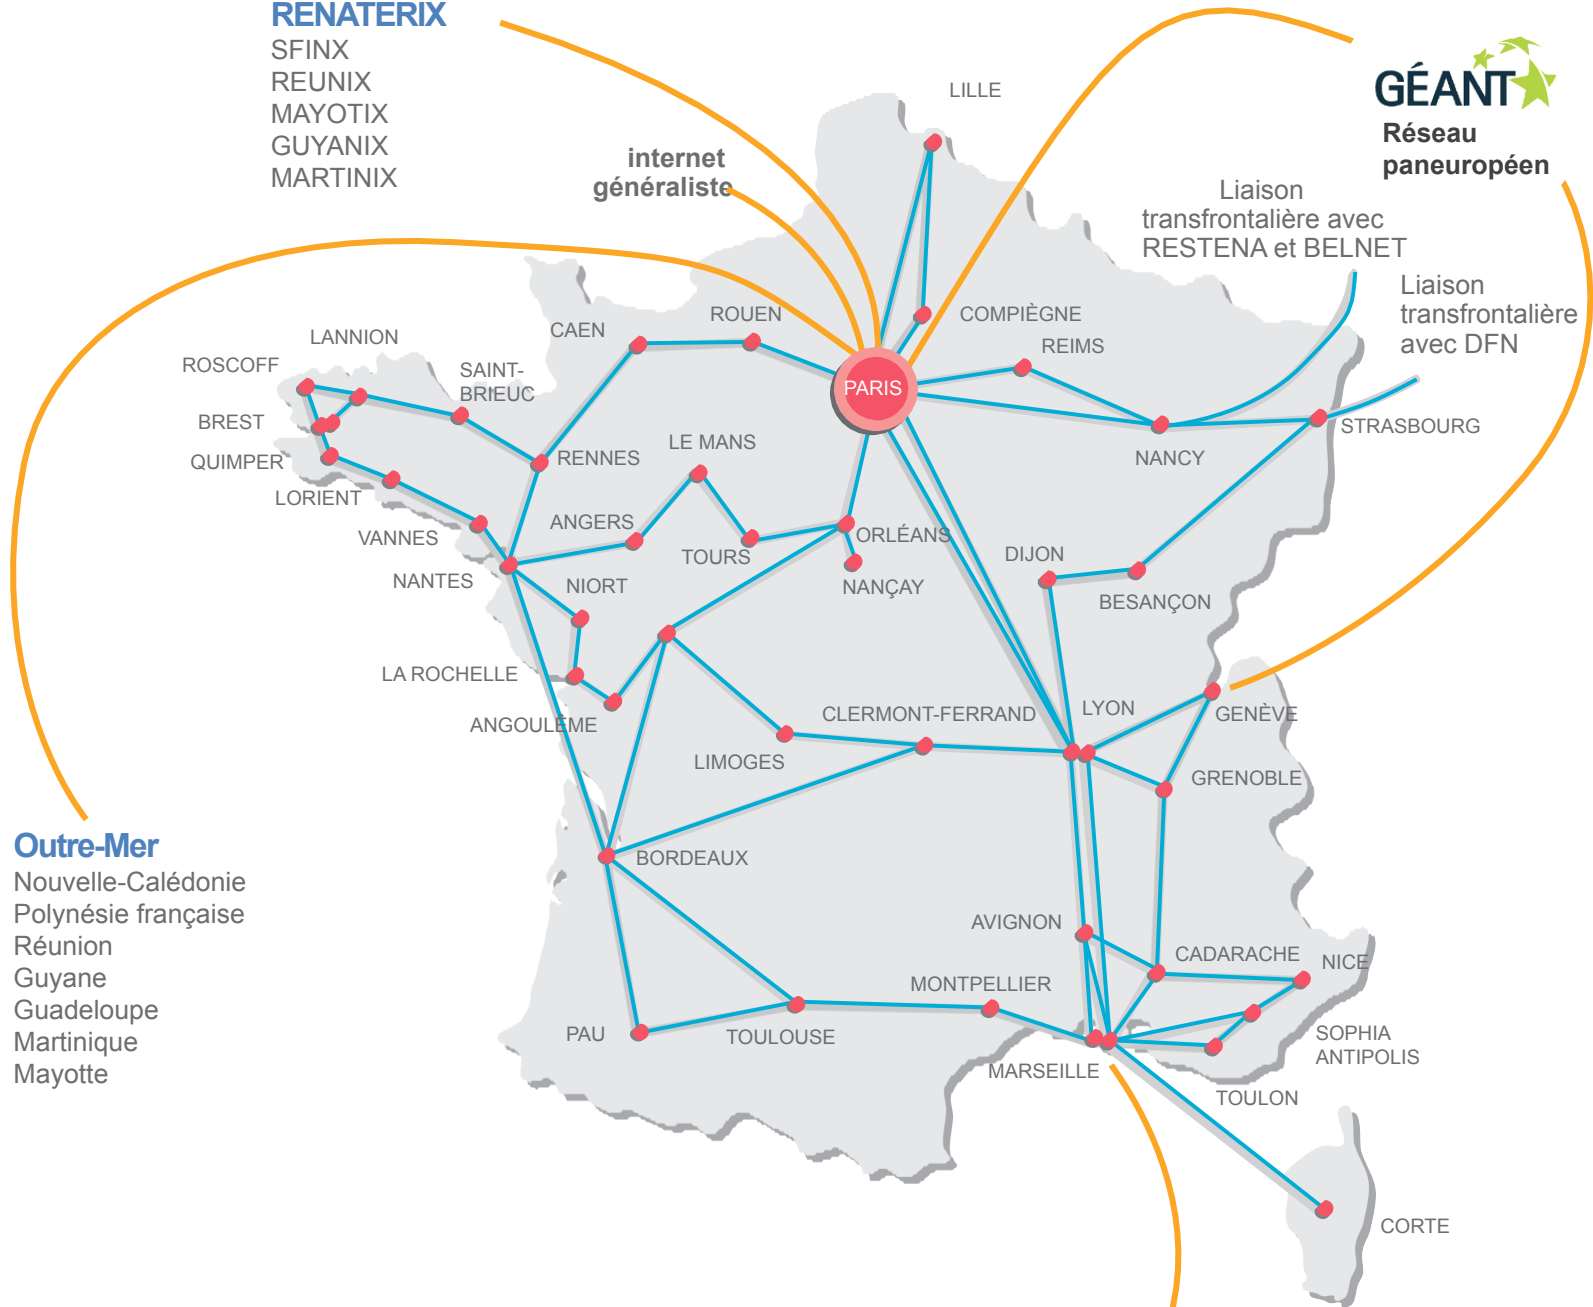 RENATERIX
SFINX
REUNIX
MAYOTIX
GUYANIX
MARTINIX
internet
généraliste
LILLE
GÉANT
Réseau
paneuropéen
Liaison
transfrontalière avec
RESTENA et BELNET
Liaison
transfrontalière
avec DFN
CAEN
ROUEN
COMPIÈGNE
REIMS
LANNION
ROSCOFF
SAINT-
BRIEUC
PARIS
BREST
STRASBOURG
LE MANS
QUIMPER
RENNES
NANCY
LORIENT
ANGERS
VANNES
ORLÉANS
TOURS
DIJON
NANTES
NIORT
NANÇAY
BESANÇON
LA ROCHELLE
CLERMONT-FERRAND
LYON
GENÈVE
ANGOULÊME
LIMOGES
GRENOBLE
Outre-Mer
Nouvelle-Calédonie
Polynésie française
Réunion
Guyane
Guadeloupe
Martinique
Mayotte
BORDEAUX
AVIGNON
CADARACHE
NICE
MONTPELLIER
PAU
TOULOUSE
SOPHIA
ANTIPOLIS
MARSEILLE
TOULON
CORTE